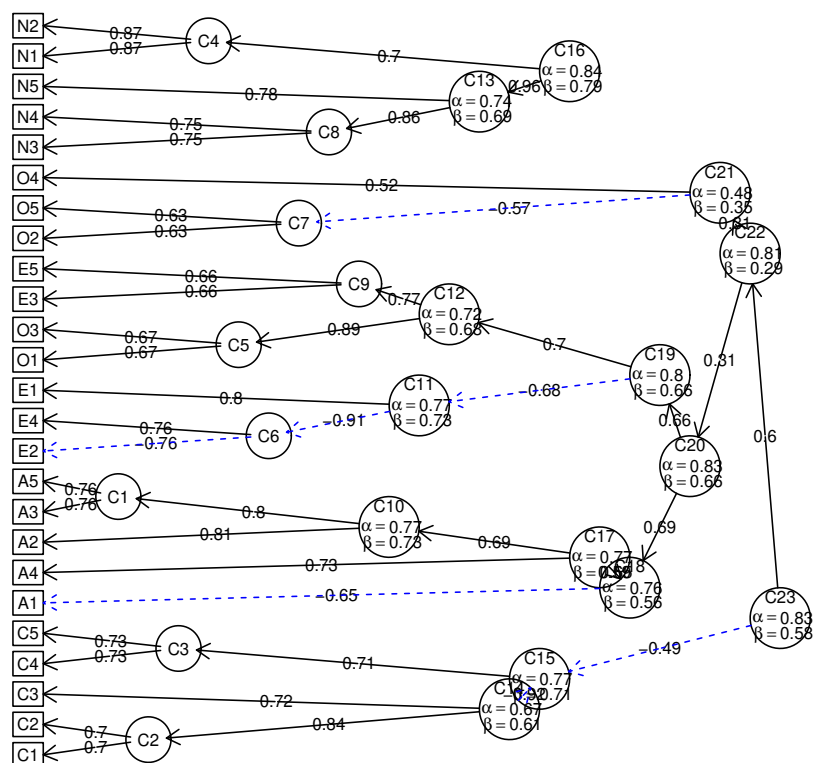 N2
0.87
C4
N1
0.87
0.7
C16
α = 0.84
β = 0.79
N5
0.78
C13
α = 0.74
β = 0.69
0.96
N4
0.75
C8
0.86
N3
0.75
O4
0.52
C21
α = 0.48
β = 0.35
O5
0.63
C7
−0.57
O2
0.63
C22
α = 0.81
β = 0.29
E5
0.66
C9
0.77
E3
0.66
C12
α = 0.72
β = 0.68
O3
0.67
C5
0.89
O1
0.67
0.7
C19
α = 0.8
β = 0.66
0.31
E1
0.8
C11
α = 0.77
β = 0.73
−0.68
E4
0.76
C6
−0.91
0.66
0.6
E2
−0.76
C20
α = 0.83
β = 0.66
A5
0.76
C1
A3
0.76
0.8
C10
α = 0.77
β = 0.73
A2
0.81
0.69
0.69
C17
α = 0.77
A4
0.73
α = 0.76
β = 0.56
A1
−0.65
C23
α = 0.83
β = 0.58
C5
0.73
C3
−0.49
C4
0.73
0.71
C15
α = 0.77
C3
0.72
α = 0.67
β = 0.61
C2
0.7
C2
0.84
C1
0.7